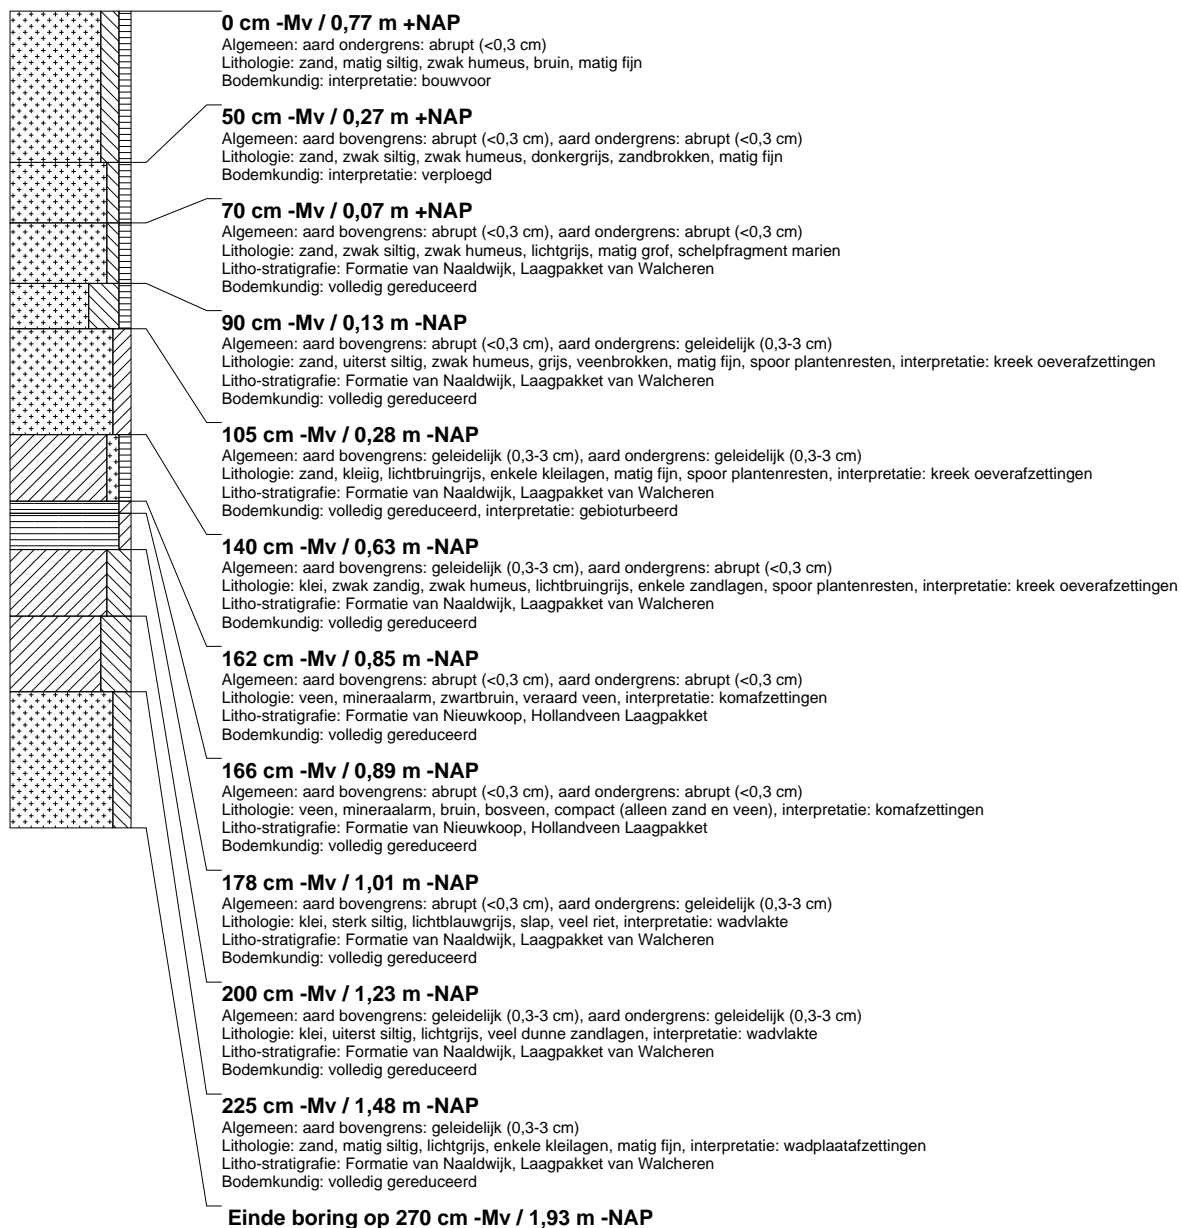 0 cm -Mv / 0,77 m +NAP
Algemeen: aard ondergrens: abrupt (<0,3 cm)
Lithologie: zand, matig siltig, zwak humeus, bruin, matig fijn
Bodemkundig: interpretatie: bouwvoor
50 cm -Mv / 0,27 m +NAP
Algemeen: aard bovengrens: abrupt (<0,3 cm), aard ondergrens: abrupt (<0,3 cm)
Lithologie: zand, zwak siltig, zwak humeus, donkergrijs, zandbrokken, matig fijn
Bodemkundig: interpretatie: verploegd
70 cm -Mv / 0,07 m +NAP
Algemeen: aard bovengrens: abrupt (<0,3 cm), aard ondergrens: abrupt (<0,3 cm)
Lithologie: zand, zwak siltig, zwak humeus, lichtgrijs, matig grof, schelpfragment marien
Litho-stratigrafie: Formatie van Naaldwijk, Laagpakket van Walcheren
Bodemkundig: volledig gereduceerd
90 cm -Mv / 0,13 m -NAP
Algemeen: aard bovengrens: abrupt (<0,3 cm), aard ondergrens: geleidelijk (0,3-3 cm)
Lithologie: zand, uiterst siltig, zwak humeus, grijs, veenbrokken, matig fijn, spoor plantenresten, interpretatie: kreek oeverafzettingen
Litho-stratigrafie: Formatie van Naaldwijk, Laagpakket van Walcheren
Bodemkundig: volledig gereduceerd
105 cm -Mv / 0,28 m -NAP
Algemeen: aard bovengrens: geleidelijk (0,3-3 cm), aard ondergrens: geleidelijk (0,3-3 cm)
Lithologie: zand, kleiig, lichtbruingrijs, enkele kleilagen, matig fijn, spoor plantenresten, interpretatie: kreek oeverafzettingen
Litho-stratigrafie: Formatie van Naaldwijk, Laagpakket van Walcheren
Bodemkundig: volledig gereduceerd, interpretatie: gebioturbeerd
140 cm -Mv / 0,63 m -NAP
Algemeen: aard bovengrens: geleidelijk (0,3-3 cm), aard ondergrens: abrupt (<0,3 cm)
Lithologie: klei, zwak zandig, zwak humeus, lichtbruingrijs, enkele zandlagen, spoor plantenresten, interpretatie: kreek oeverafzettingen
Litho-stratigrafie: Formatie van Naaldwijk, Laagpakket van Walcheren
Bodemkundig: volledig gereduceerd
162 cm -Mv / 0,85 m -NAP
Algemeen: aard bovengrens: abrupt (<0,3 cm), aard ondergrens: abrupt (<0,3 cm)
Lithologie: veen, mineraalarm, zwartbruin, veraard veen, interpretatie: komafzettingen
Litho-stratigrafie: Formatie van Nieuwkoop, Hollandveen Laagpakket
Bodemkundig: volledig gereduceerd
166 cm -Mv / 0,89 m -NAP
Algemeen: aard bovengrens: abrupt (<0,3 cm), aard ondergrens: abrupt (<0,3 cm)
Lithologie: veen, mineraalarm, bruin, bosveen, compact (alleen zand en veen), interpretatie: komafzettingen
Litho-stratigrafie: Formatie van Nieuwkoop, Hollandveen Laagpakket
Bodemkundig: volledig gereduceerd
178 cm -Mv / 1,01 m -NAP
Algemeen: aard bovengrens: abrupt (<0,3 cm), aard ondergrens: geleidelijk (0,3-3 cm)
Lithologie: klei, sterk siltig, lichtblauwgrijs, slap, veel riet, interpretatie: wadvlakte
Litho-stratigrafie: Formatie van Naaldwijk, Laagpakket van Walcheren
Bodemkundig: volledig gereduceerd
200 cm -Mv / 1,23 m -NAP
Algemeen: aard bovengrens: geleidelijk (0,3-3 cm), aard ondergrens: geleidelijk (0,3-3 cm)
Lithologie: klei, uiterst siltig, lichtgrijs, veel dunne zandlagen, interpretatie: wadvlakte
Litho-stratigrafie: Formatie van Naaldwijk, Laagpakket van Walcheren
Bodemkundig: volledig gereduceerd
225 cm -Mv / 1,48 m -NAP
Algemeen: aard bovengrens: geleidelijk (0,3-3 cm)
Lithologie: zand, matig siltig, lichtgrijs, enkele kleilagen, matig fijn, interpretatie: wadplaatafzettingen
Litho-stratigrafie: Formatie van Naaldwijk, Laagpakket van Walcheren
Bodemkundig: volledig gereduceerd
Einde boring op 270 cm -Mv / 1,93 m -NAP